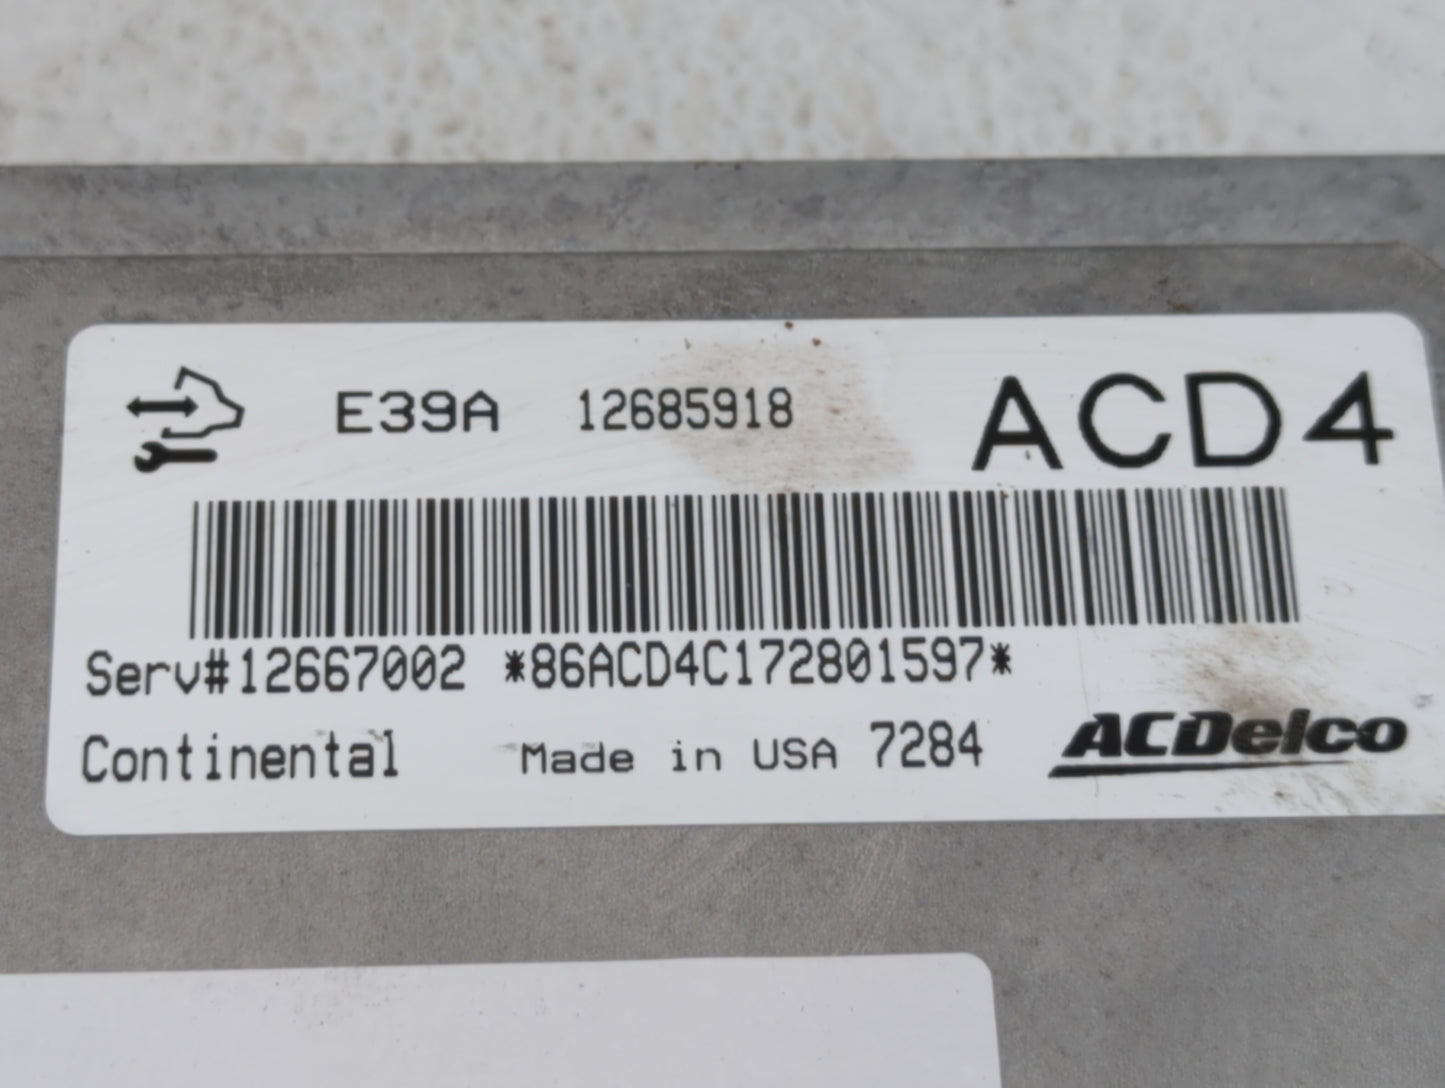 E39A 12685918 ACD4
Serv#12667002 *86ACD4C172801597*
Continental Made in USA 7284 ACDelco